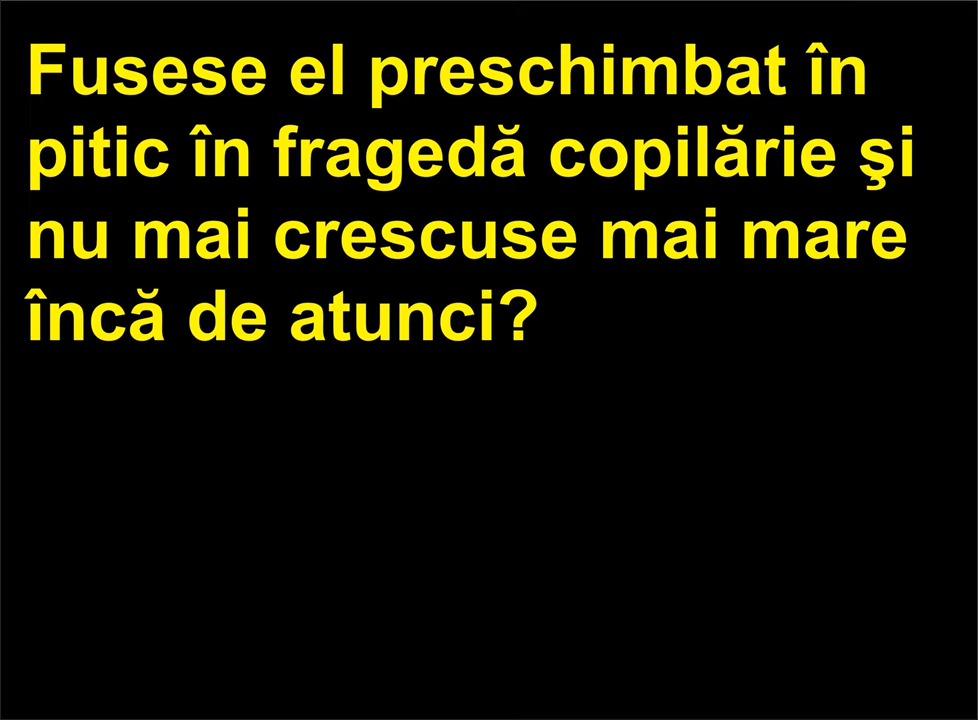 Fusese el preschimbat în
pitic în fragedă copilărie şi
nu mai crescuse mai mare
încă de atunci?